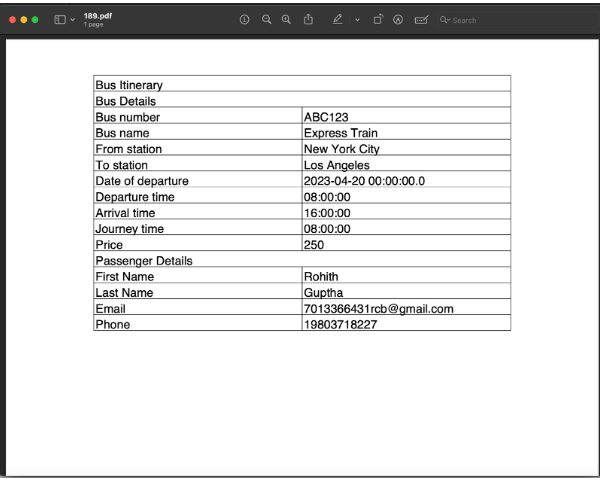 189.pdf
1 page
Search
Bus Itinerary
Bus Details
Bus number ABC123
Bus name Express Train
From station New York City
To station Los Angeles
Date of departure 2023-04-20 00:00:00.0
Departure time 08:00:00
Arrival time 16:00:00
Journey time 08:00:00
Price 250
Passenger Details
First Name Rohith
Last Name Guptha
Email 7013366431rcb@gmail.com
Phone 19803718227